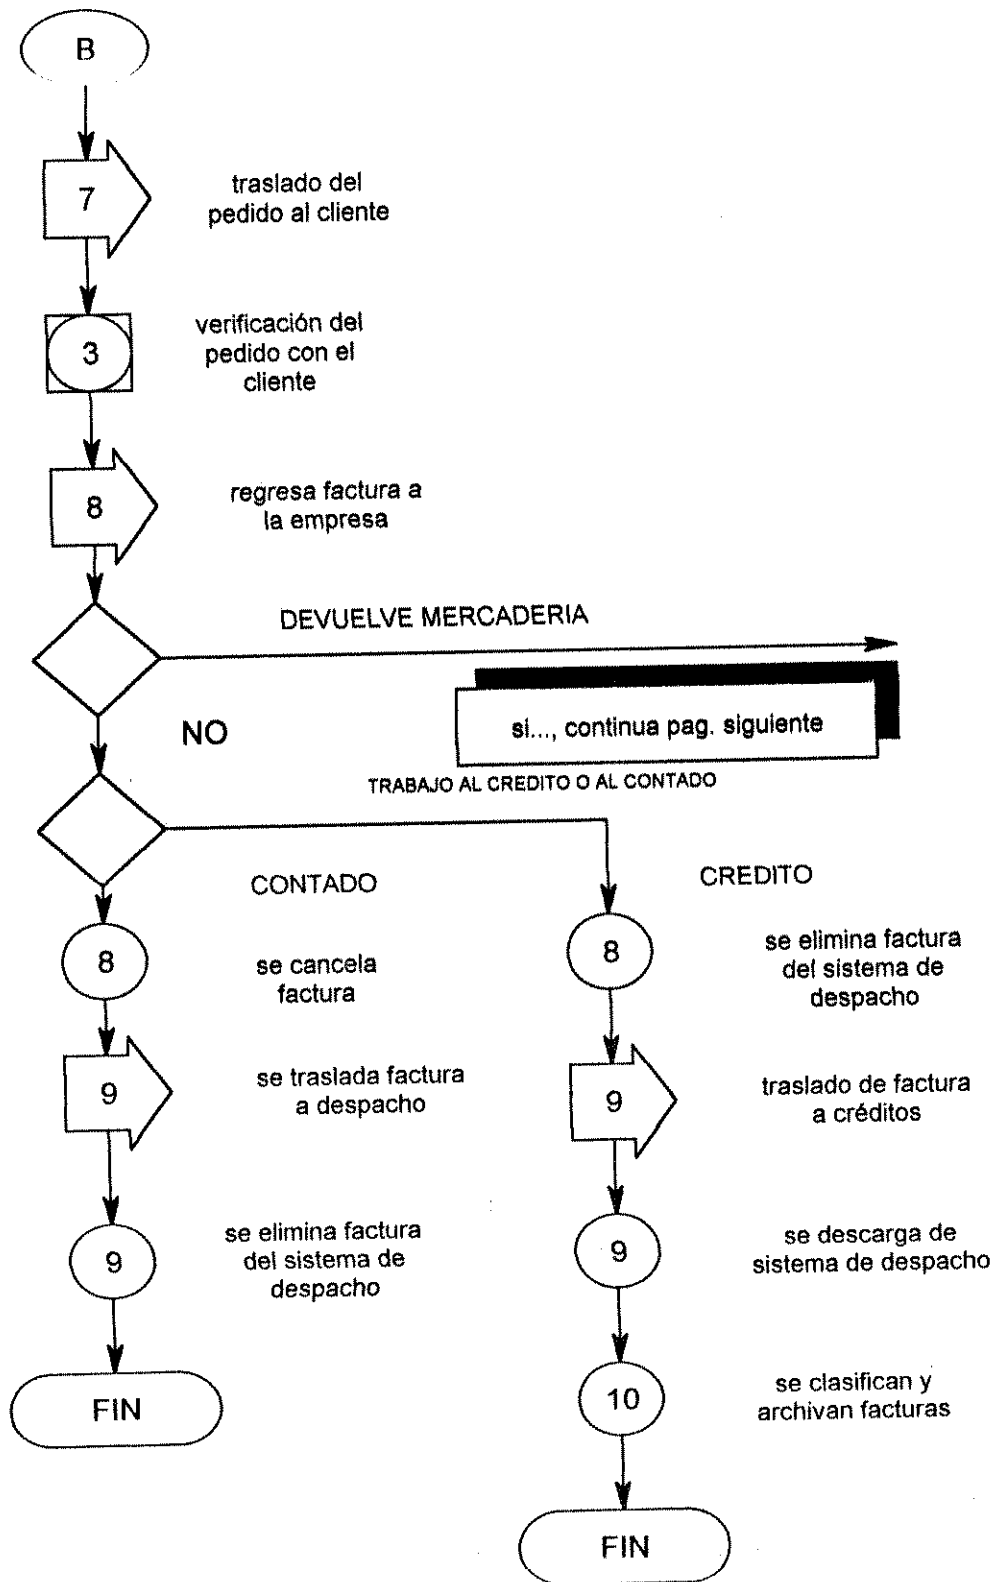 B
7
traslado del
pedido al cliente
3
verificación del
pedido con el
cliente
8
regresa factura a
la empresa
DEVUELVE MERCADERIA
NO
si..., continua pag. siguiente
TRABAJO AL CREDITO O AL CONTADO
CONTADO
CREDITO
8
se cancela
factura
8
se elimina factura
del sistema de
despacho
9
se traslada factura
a despacho
9
traslado de factura
a créditos
9
se elimina factura
del sistema de
despacho
9
se descarga de
sistema de despacho
FIN
10
se clasifican y
archivan facturas
FIN